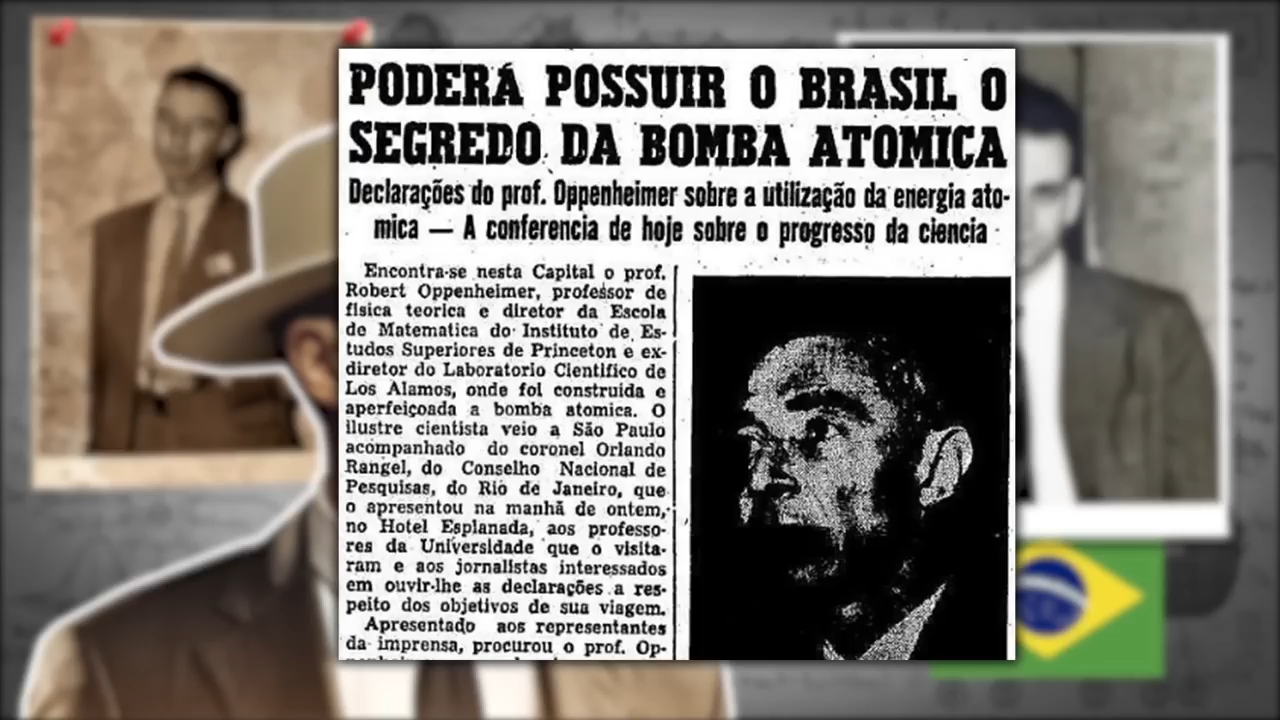 PODERÁ POSSUIR O BRASIL O
SEGREDO DA BOMBA ATOMICA
Declarações do prof. Oppenheimer sobre a utilização da energia ato-
mica — A conferencia de hoje sobre o progresso da ciencia
Encontra-se nesta Capital o prof.
Robert Oppenheimer, professor de
fisica teorica e diretor da Escola
de Matematica do Instituto de Es-
tudos Superiores de Princeton e ex-
diretor do Laboratorio Cientifico de
Los Alamos, onde foi construida e
aperfeiçoada a bomba atomica. O
ilustre cientista veio a São Paulo
acompanhado do coronel Orlando
Rangel, do Conselho Nacional de
Pesquisas, do Rio de Janeiro, que
o apresentou na manhã de ontem,
no Hotel Esplanada, aos professo-
res da Universidade que o visita-
ram e aos jornalistas interessados
em ouvir-lhe as declarações a res-
peito dos objetivos de sua viagem.
Apresentado aos representantes
da imprensa, procurou o prof. Op-